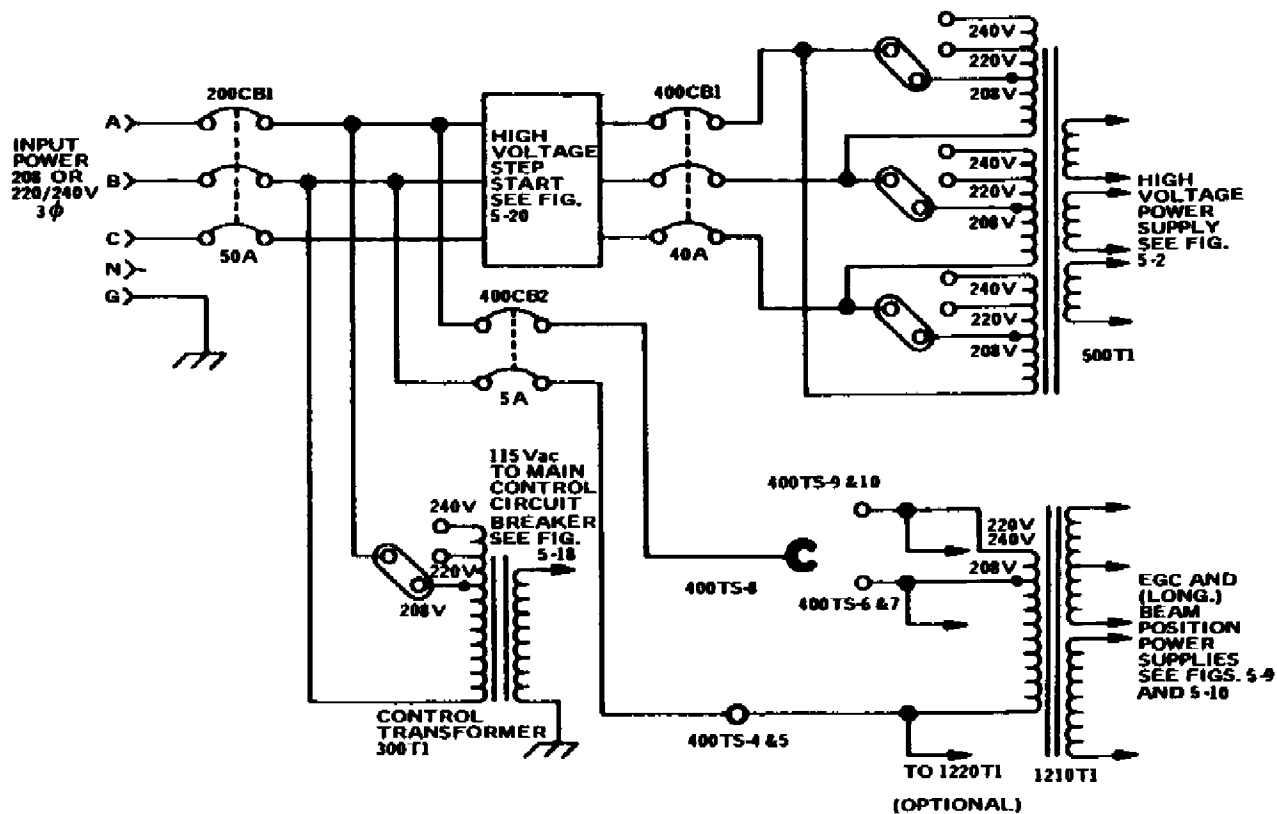 200CB1
A
INPUT
POWER
208 OR
220/240V
3ϕ
B
C
N
G
50A
HIGH
VOLTAGE
STEP
START
SEE FIG.
5-20
400CB1
40A
400CB2
5A
240V
220V
208V
240V
220V
208V
240V
220V
208V
HIGH
VOLTAGE
POWER
SUPPLY
SEE FIG.
5-2
500T1
115 Vac
TO MAIN
CONTROL
CIRCUIT
BREAKER
SEE FIG.
5-18
240V
220V
208V
CONTROL
TRANSFORMER
300T1
400TS-8
400TS-9 & 10
400TS-6 & 7
400TS-4 & 5
220V
240V
208V
EGC AND
(LONG.)
BEAM
POSITION
POWER
SUPPLIES
SEE FIGS. 5-9
AND 5-10
TO 1220T1
(OPTIONAL)
1210T1